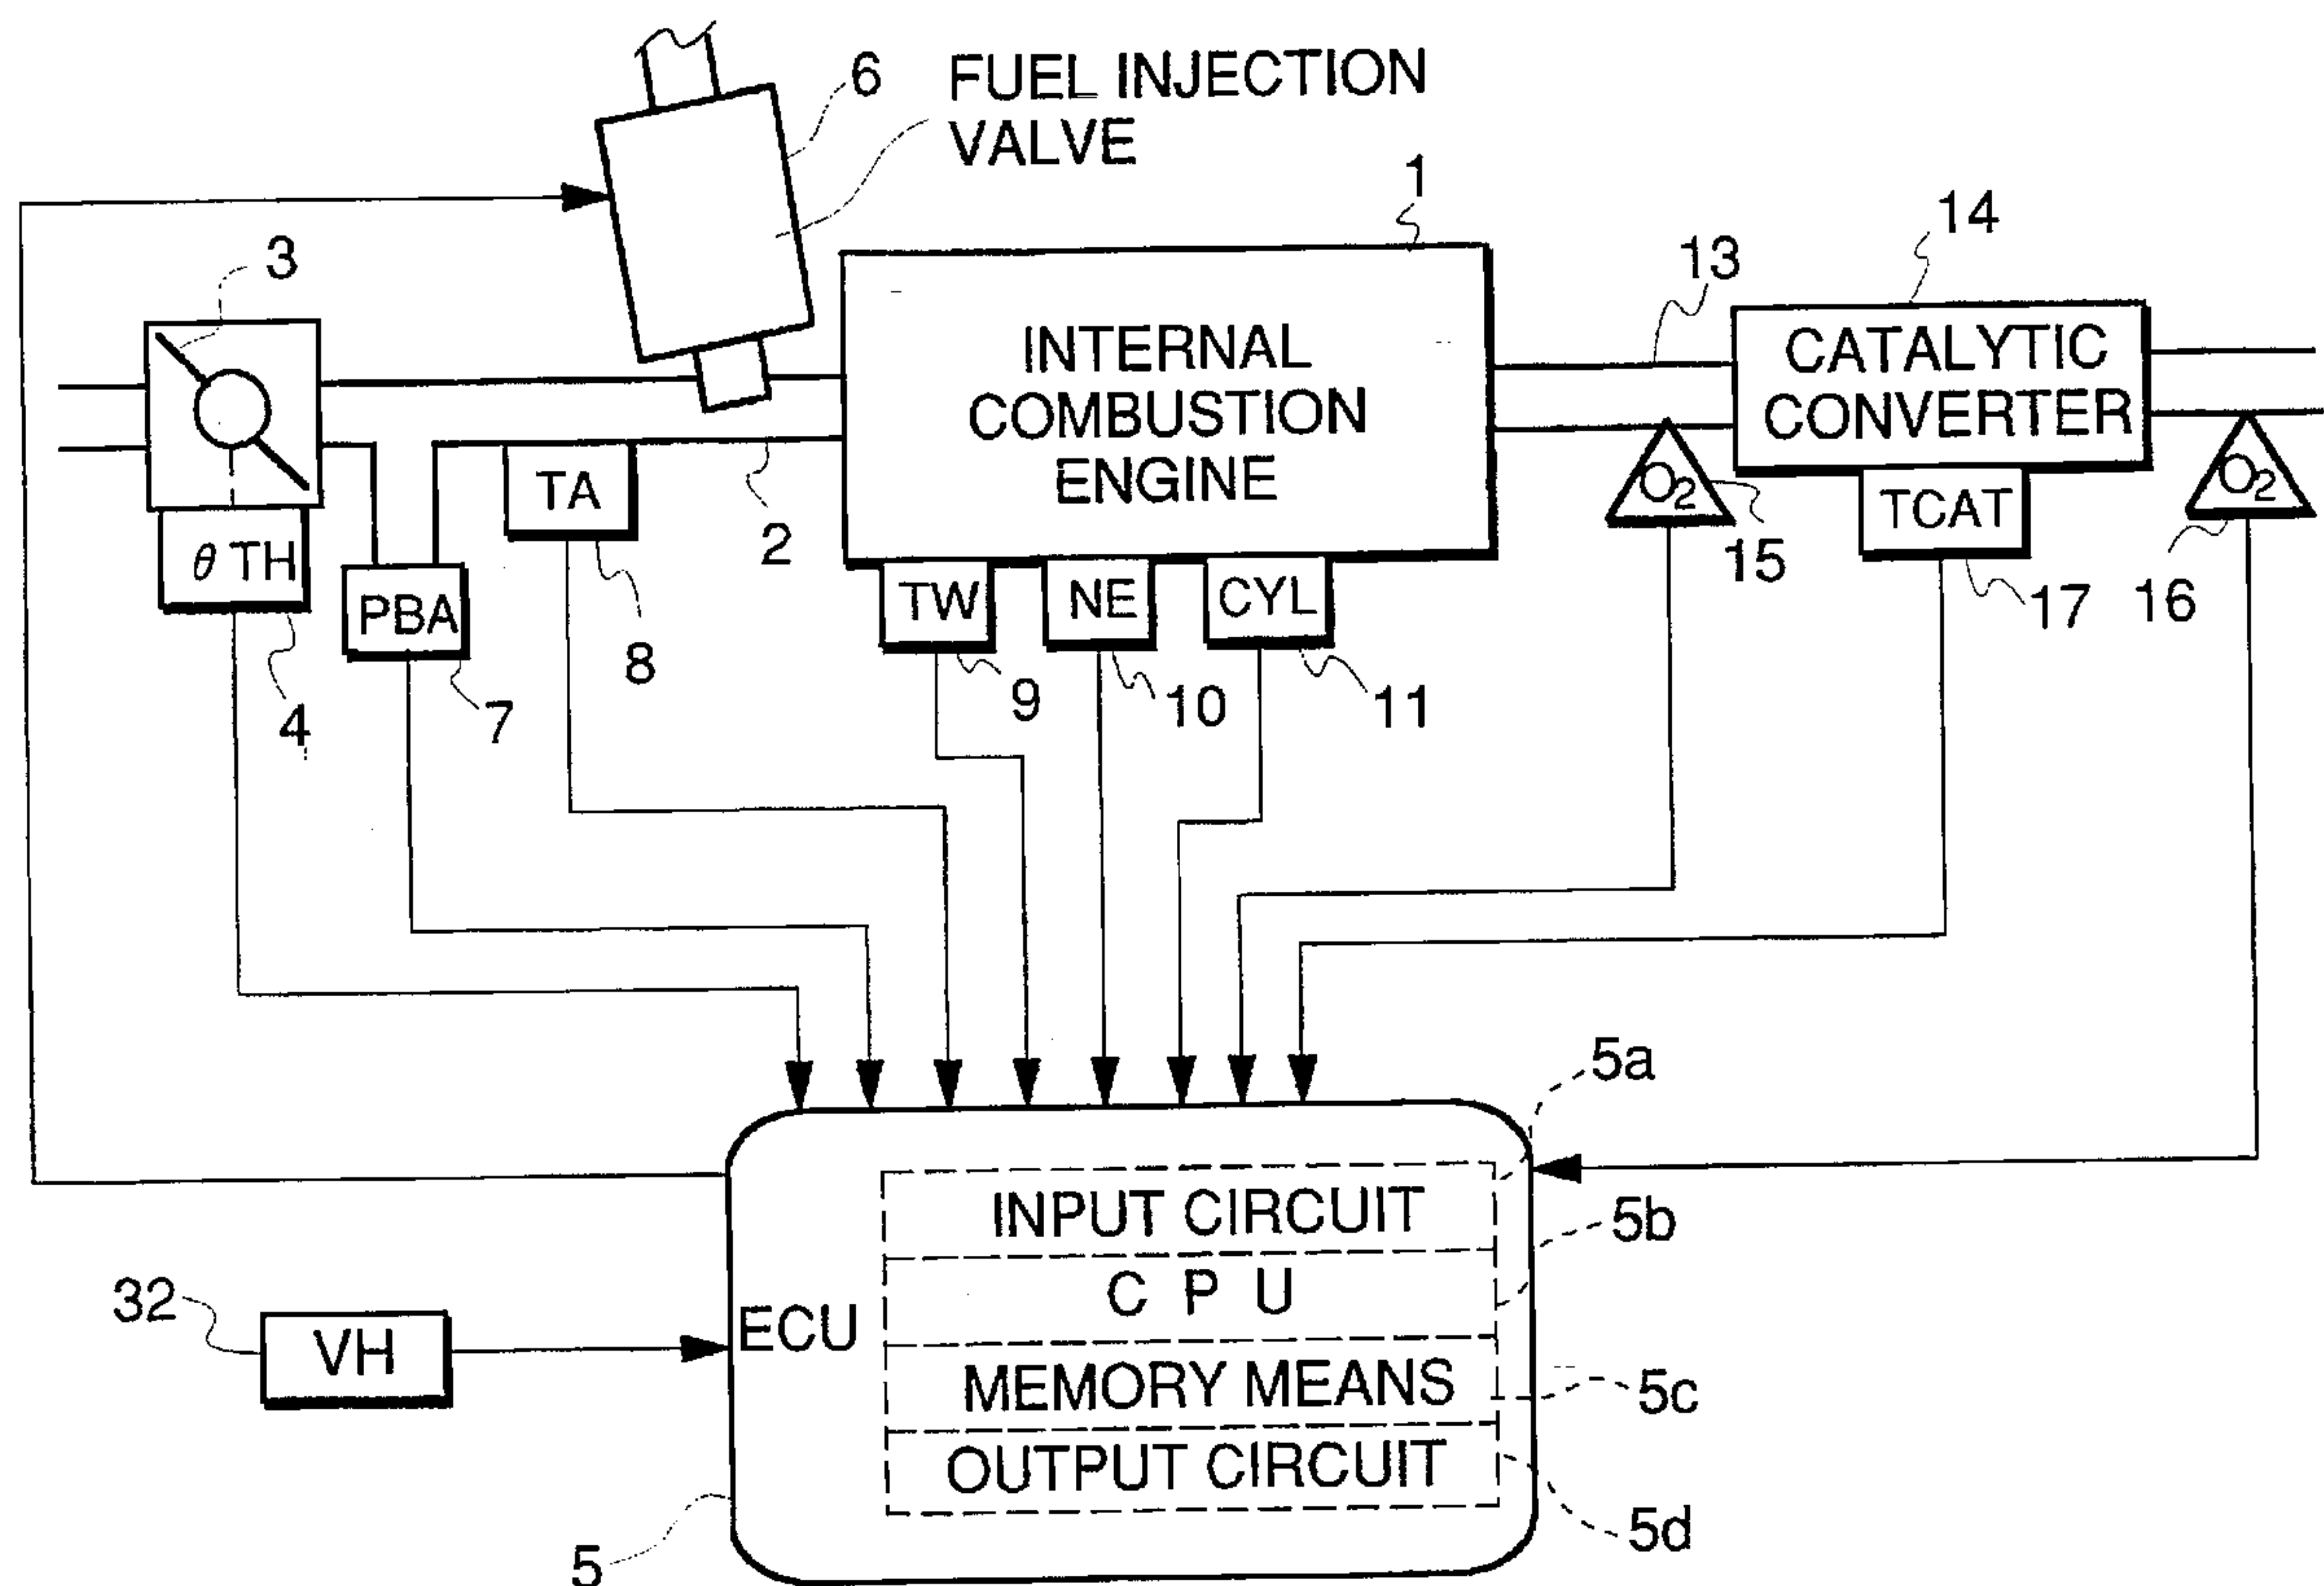 6
FUEL INJECTION
VALVE
1
14
3
13
INTERNAL
COMBUSTION
ENGINE
CATALYTIC
CONVERTER
TA
O2
TCAT
O2
2
θ TH
PBA
TW
NE
CYL
15
17
16
4
7
8
9
10
11
5a
INPUT CIRCUIT
5b
C P U
32
VH
ECU
MEMORY MEANS
5c
OUTPUT CIRCUIT
5d
5